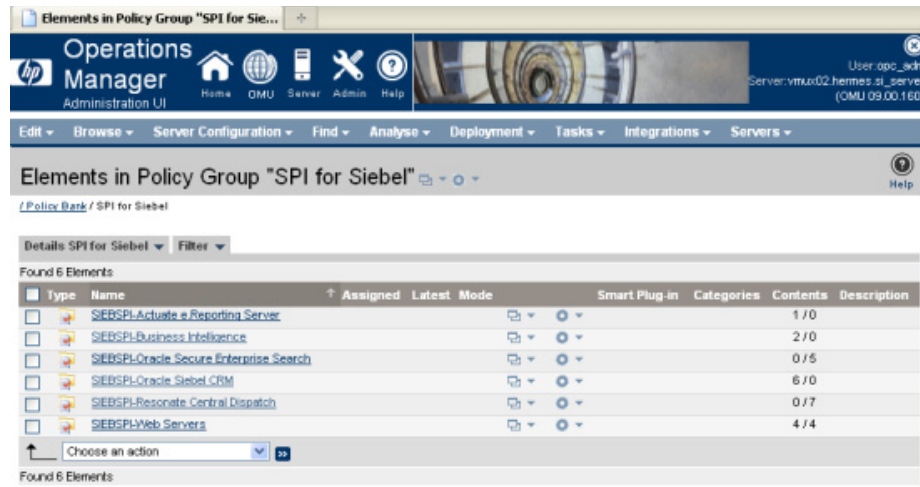 Elements in Policy Group "SPI for Sie...
hp
Operations
Manager
Administration UI
Home OMU Server Admin Help
User:opc_adm
Server:vmux02.hermes.si_serve
(OMU 09.00.160
Edit Browse Server Configuration Find Analyse Deployment Tasks Integrations Servers
Elements in Policy Group "SPI for Siebel"
Help
/ Policy Bank / SPI for Siebel
Details SPI for Siebel Filter
Found 6 Elements
Type Name Assigned Latest Mode Smart Plug-in Categories Contents Description
SIEBSPI-Actuate e.Reporting Server 1 / 0
SIEBSPI-Business Intelligence 2 / 0
SIEBSPI-Oracle Secure Enterprise Search 0 / 5
SIEBSPI-Oracle Siebel CRM 6 / 0
SIEBSPI-Resonate Central Dispatch 0 / 7
SIEBSPI-Web Servers 4 / 4
Choose an action
Found 6 Elements